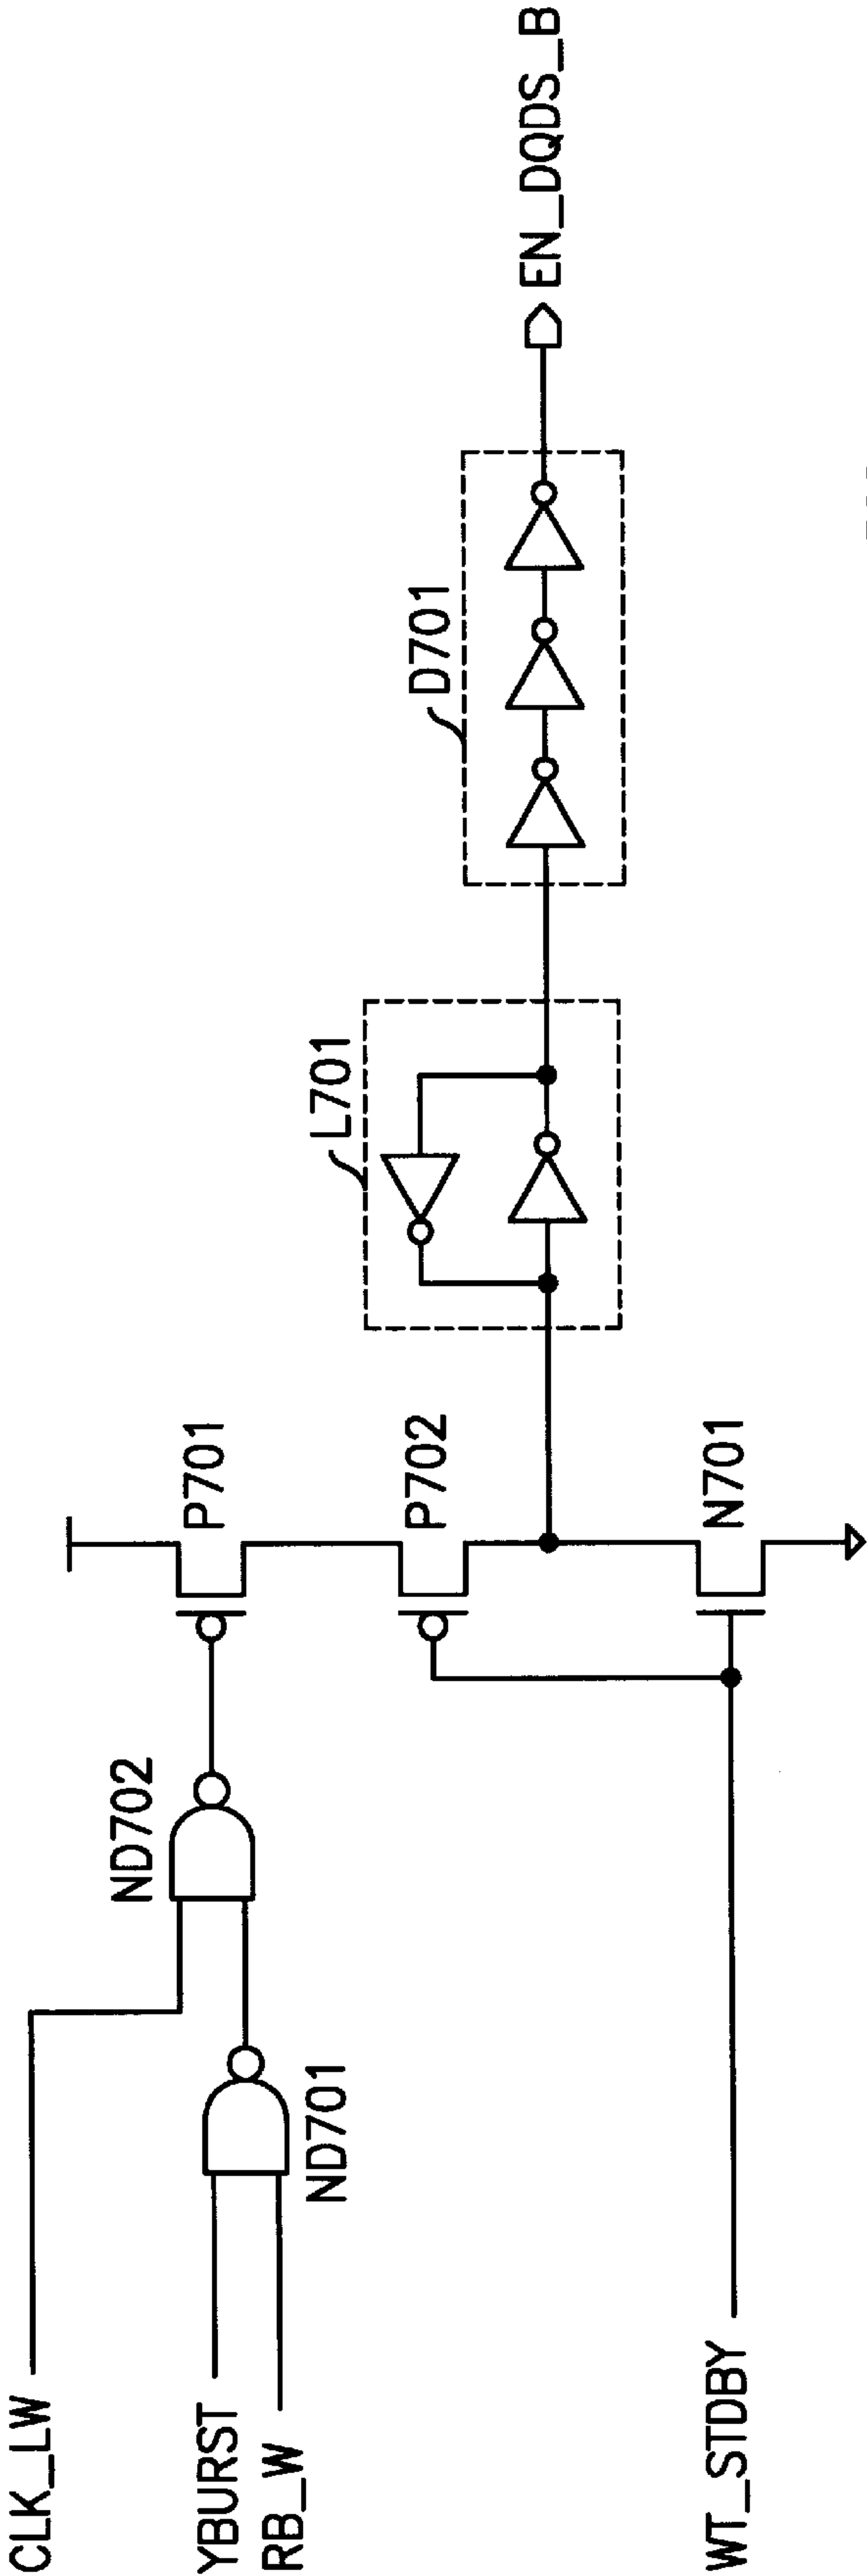 CLK_LW
YBURST
RB_W
WT_STDBY
ND701
ND702
P701
P702
N701
L701
D701
EN_DQDS_B